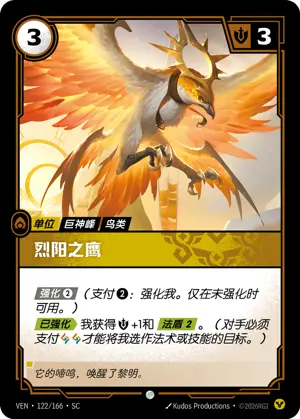 3
3
单位 巨神峰 鸟类
烈阳之鹰
强化 2 (支付 2:强化我。仅在未强化时
可用。)
已强化 我获得 +1和 法盾 2 。(对手必须
支付 才能将我选作法术或技能的目标。)
它的啼鸣,唤醒了黎明。
VEN · 122/166 · SC
Kudos Productions · ©2026RGI